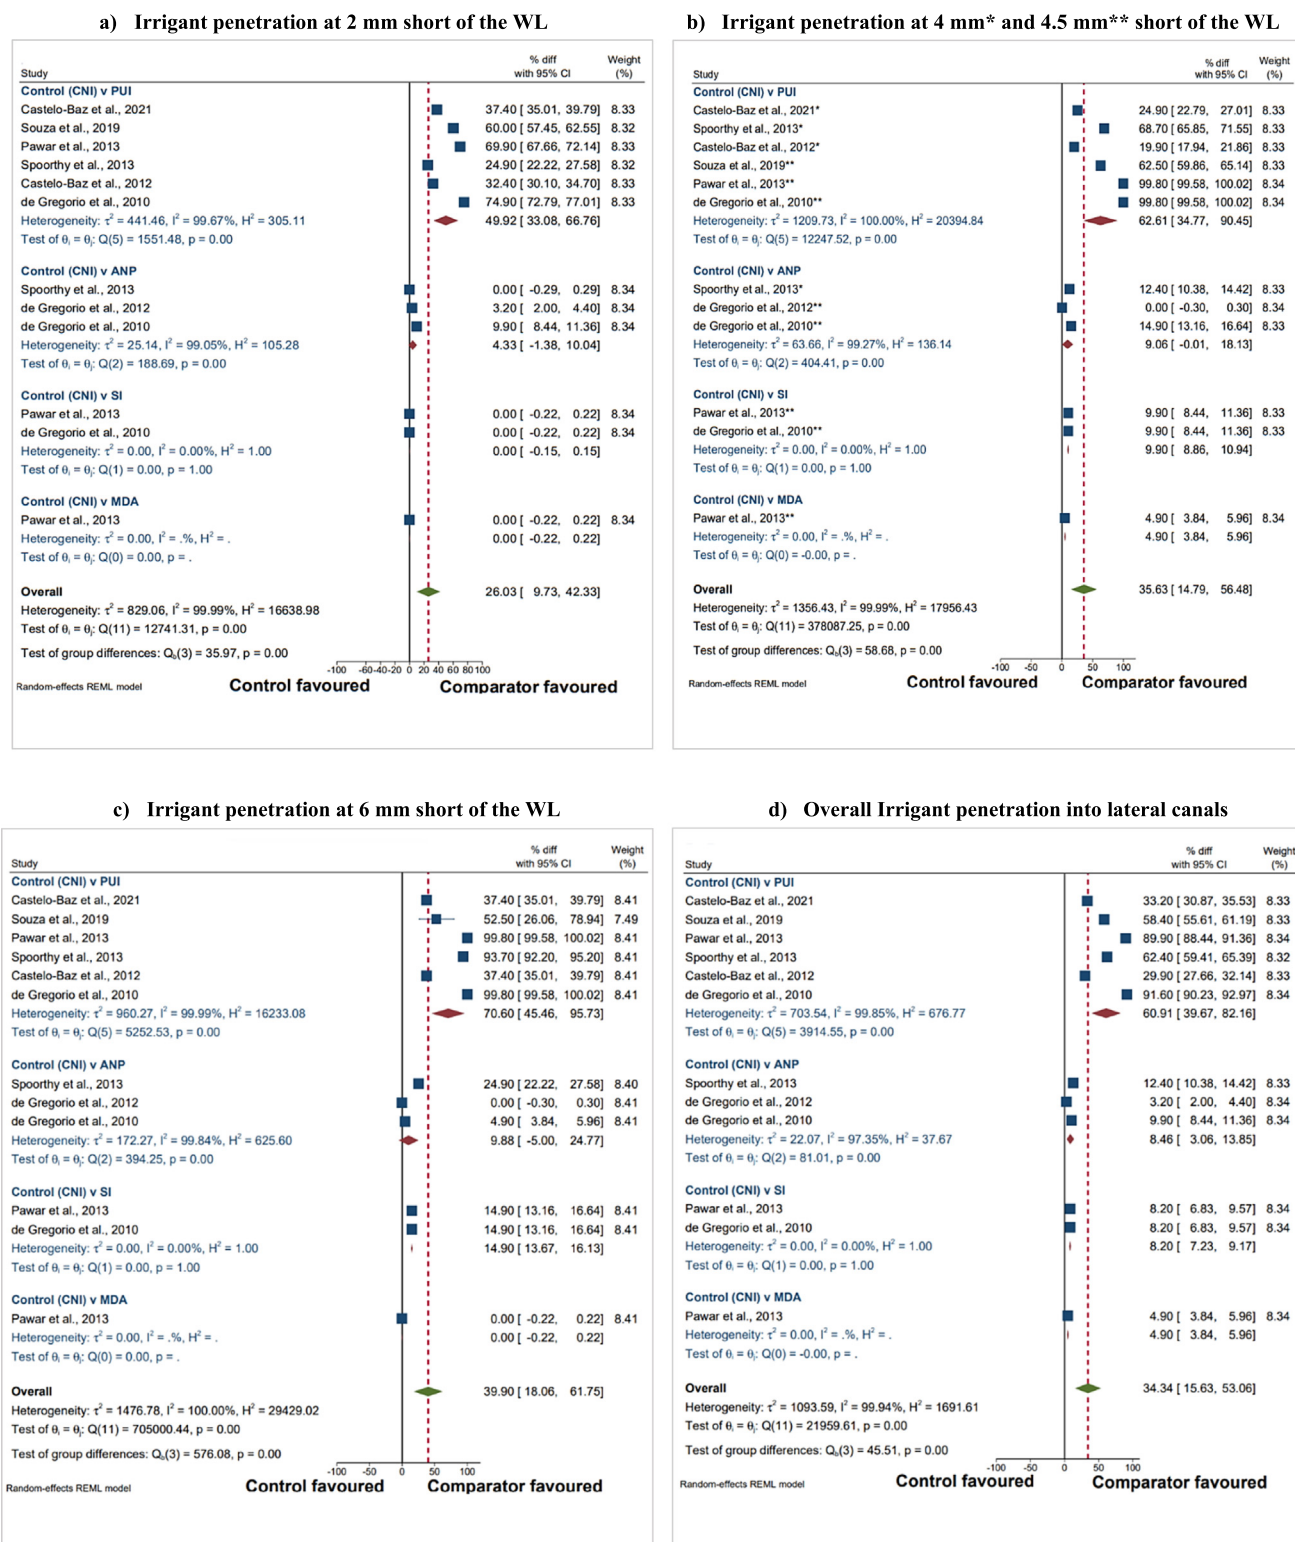 a) Irrigant penetration at 2 mm short of the WL
% diff Weight
Study with 95% CI (%)
Control (CNI) v PUI
Castelo-Baz et al., 2021 37.40 [ 35.01, 39.79] 8.33
Souza et al., 2019 60.00 [ 57.45, 62.55] 8.32
Pawar et al., 2013 69.90 [ 67.66, 72.14] 8.33
Spoorthy et al., 2013 24.90 [ 22.22, 27.58] 8.32
Castelo-Baz et al., 2012 32.40 [ 30.10, 34.70] 8.33
de Gregorio et al., 2010 74.90 [ 72.79, 77.01] 8.33
Heterogeneity: τ² = 441.46, I² = 99.67%, H² = 305.11 49.92 [ 33.08, 66.76]
Test of θᵢ = θⱼ: Q(5) = 1551.48, p = 0.00
Control (CNI) v ANP
Spoorthy et al., 2013 0.00 [ -0.29, 0.29] 8.34
de Gregorio et al., 2012 3.20 [ 2.00, 4.40] 8.34
de Gregorio et al., 2010 9.90 [ 8.44, 11.36] 8.34
Heterogeneity: τ² = 25.14, I² = 99.05%, H² = 105.28 4.33 [ -1.38, 10.04]
Test of θᵢ = θⱼ: Q(2) = 188.69, p = 0.00
Control (CNI) v SI
Pawar et al., 2013 0.00 [ -0.22, 0.22] 8.34
de Gregorio et al., 2010 0.00 [ -0.22, 0.22] 8.34
Heterogeneity: τ² = 0.00, I² = 0.00%, H² = 1.00 0.00 [ -0.15, 0.15]
Test of θᵢ = θⱼ: Q(1) = 0.00, p = 1.00
Control (CNI) v MDA
Pawar et al., 2013 0.00 [ -0.22, 0.22] 8.34
Heterogeneity: τ² = 0.00, I² = .%, H² = . 0.00 [ -0.22, 0.22]
Test of θᵢ = θⱼ: Q(0) = 0.00, p = .
Overall 26.03 [ 9.73, 42.33]
Heterogeneity: τ² = 829.06, I² = 99.99%, H² = 16638.98
Test of θᵢ = θⱼ: Q(11) = 12741.31, p = 0.00
Test of group differences: Q_b(3) = 35.97, p = 0.00
-100 -60 -40 -20 0 20 40 60 80 100
Random-effects REML model Control favoured Comparator favoured
b) Irrigant penetration at 4 mm* and 4.5 mm** short of the WL
% diff Weight
Study with 95% CI (%)
Control (CNI) v PUI
Castelo-Baz et al., 2021* 24.90 [ 22.79, 27.01] 8.33
Spoorthy et al., 2013* 68.70 [ 65.85, 71.55] 8.33
Castelo-Baz et al., 2012* 19.90 [ 17.94, 21.86] 8.33
Souza et al., 2019** 62.50 [ 59.86, 65.14] 8.33
Pawar et al., 2013** 99.80 [ 99.58, 100.02] 8.34
de Gregorio et al., 2010** 99.80 [ 99.58, 100.02] 8.34
Heterogeneity: τ² = 1209.73, I² = 100.00%, H² = 20394.84 62.61 [ 34.77, 90.45]
Test of θᵢ = θⱼ: Q(5) = 12247.52, p = 0.00
Control (CNI) v ANP
Spoorthy et al., 2013* 12.40 [ 10.38, 14.42] 8.33
de Gregorio et al., 2012** 0.00 [ -0.30, 0.30] 8.34
de Gregorio et al., 2010** 14.90 [ 13.16, 16.64] 8.33
Heterogeneity: τ² = 63.66, I² = 99.27%, H² = 136.14 9.06 [ -0.01, 18.13]
Test of θᵢ = θⱼ: Q(2) = 404.41, p = 0.00
Control (CNI) v SI
Pawar et al., 2013** 9.90 [ 8.44, 11.36] 8.33
de Gregorio et al., 2010** 9.90 [ 8.44, 11.36] 8.33
Heterogeneity: τ² = 0.00, I² = 0.00%, H² = 1.00 9.90 [ 8.86, 10.94]
Test of θᵢ = θⱼ: Q(1) = 0.00, p = 1.00
Control (CNI) v MDA
Pawar et al., 2013** 4.90 [ 3.84, 5.96] 8.34
Heterogeneity: τ² = 0.00, I² = .%, H² = . 4.90 [ 3.84, 5.96]
Test of θᵢ = θⱼ: Q(0) = -0.00, p = .
Overall 35.63 [ 14.79, 56.48]
Heterogeneity: τ² = 1356.43, I² = 99.99%, H² = 17956.43
Test of θᵢ = θⱼ: Q(11) = 378087.25, p = 0.00
Test of group differences: Q_b(3) = 58.68, p = 0.00
-100 -50 0 50 100
Random-effects REML model Control favoured Comparator favoured
c) Irrigant penetration at 6 mm short of the WL
% diff Weight
Study with 95% CI (%)
Control (CNI) v PUI
Castelo-Baz et al., 2021 37.40 [ 35.01, 39.79] 8.41
Souza et al., 2019 52.50 [ 26.06, 78.94] 7.49
Pawar et al., 2013 99.80 [ 99.58, 100.02] 8.41
Spoorthy et al., 2013 93.70 [ 92.20, 95.20] 8.41
Castelo-Baz et al., 2012 37.40 [ 35.01, 39.79] 8.41
de Gregorio et al., 2010 99.80 [ 99.58, 100.02] 8.41
Heterogeneity: τ² = 960.27, I² = 99.99%, H² = 16233.08 70.60 [ 45.46, 95.73]
Test of θᵢ = θⱼ: Q(5) = 5252.53, p = 0.00
Control (CNI) v ANP
Spoorthy et al., 2013 24.90 [ 22.22, 27.58] 8.40
de Gregorio et al., 2012 0.00 [ -0.30, 0.30] 8.41
de Gregorio et al., 2010 4.90 [ 3.84, 5.96] 8.41
Heterogeneity: τ² = 172.27, I² = 99.84%, H² = 625.60 9.88 [ -5.00, 24.77]
Test of θᵢ = θⱼ: Q(2) = 394.25, p = 0.00
Control (CNI) v SI
Pawar et al., 2013 14.90 [ 13.16, 16.64] 8.41
de Gregorio et al., 2010 14.90 [ 13.16, 16.64] 8.41
Heterogeneity: τ² = 0.00, I² = 0.00%, H² = 1.00 14.90 [ 13.67, 16.13]
Test of θᵢ = θⱼ: Q(1) = 0.00, p = 1.00
Control (CNI) v MDA
Pawar et al., 2013 0.00 [ -0.22, 0.22] 8.41
Heterogeneity: τ² = 0.00, I² = .%, H² = . 0.00 [ -0.22, 0.22]
Test of θᵢ = θⱼ: Q(0) = 0.00, p = .
Overall 39.90 [ 18.06, 61.75]
Heterogeneity: τ² = 1476.78, I² = 100.00%, H² = 29429.02
Test of θᵢ = θⱼ: Q(11) = 705000.44, p = 0.00
Test of group differences: Q_b(3) = 576.08, p = 0.00
-100 -50 0 50 100
Random-effects REML model Control favoured Comparator favoured
d) Overall Irrigant penetration into lateral canals
% diff Weight
Study with 95% CI (%)
Control (CNI) v PUI
Castelo-Baz et al., 2021 33.20 [ 30.87, 35.53] 8.33
Souza et al., 2019 58.40 [ 55.61, 61.19] 8.33
Pawar et al., 2013 89.90 [ 88.44, 91.36] 8.34
Spoorthy et al., 2013 62.40 [ 59.41, 65.39] 8.32
Castelo-Baz et al., 2012 29.90 [ 27.66, 32.14] 8.33
de Gregorio et al., 2010 91.60 [ 90.23, 92.97] 8.34
Heterogeneity: τ² = 703.54, I² = 99.85%, H² = 676.77 60.91 [ 39.67, 82.16]
Test of θᵢ = θⱼ: Q(5) = 3914.55, p = 0.00
Control (CNI) v ANP
Spoorthy et al., 2013 12.40 [ 10.38, 14.42] 8.33
de Gregorio et al., 2012 3.20 [ 2.00, 4.40] 8.34
de Gregorio et al., 2010 9.90 [ 8.44, 11.36] 8.34
Heterogeneity: τ² = 22.07, I² = 97.35%, H² = 37.67 8.46 [ 3.06, 13.85]
Test of θᵢ = θⱼ: Q(2) = 81.01, p = 0.00
Control (CNI) v SI
Pawar et al., 2013 8.20 [ 6.83, 9.57] 8.34
de Gregorio et al., 2010 8.20 [ 6.83, 9.57] 8.34
Heterogeneity: τ² = 0.00, I² = 0.00%, H² = 1.00 8.20 [ 7.23, 9.17]
Test of θᵢ = θⱼ: Q(1) = 0.00, p = 1.00
Control (CNI) v MDA
Pawar et al., 2013 4.90 [ 3.84, 5.96] 8.34
Heterogeneity: τ² = 0.00, I² = .%, H² = . 4.90 [ 3.84, 5.96]
Test of θᵢ = θⱼ: Q(0) = -0.00, p = .
Overall 34.34 [ 15.63, 53.06]
Heterogeneity: τ² = 1093.59, I² = 99.94%, H² = 1691.61
Test of θᵢ = θⱼ: Q(11) = 21959.61, p = 0.00
Test of group differences: Q_b(3) = 45.51, p = 0.00
-100 -50 0 50 100
Random-effects REML model Control favoured Comparator favoured